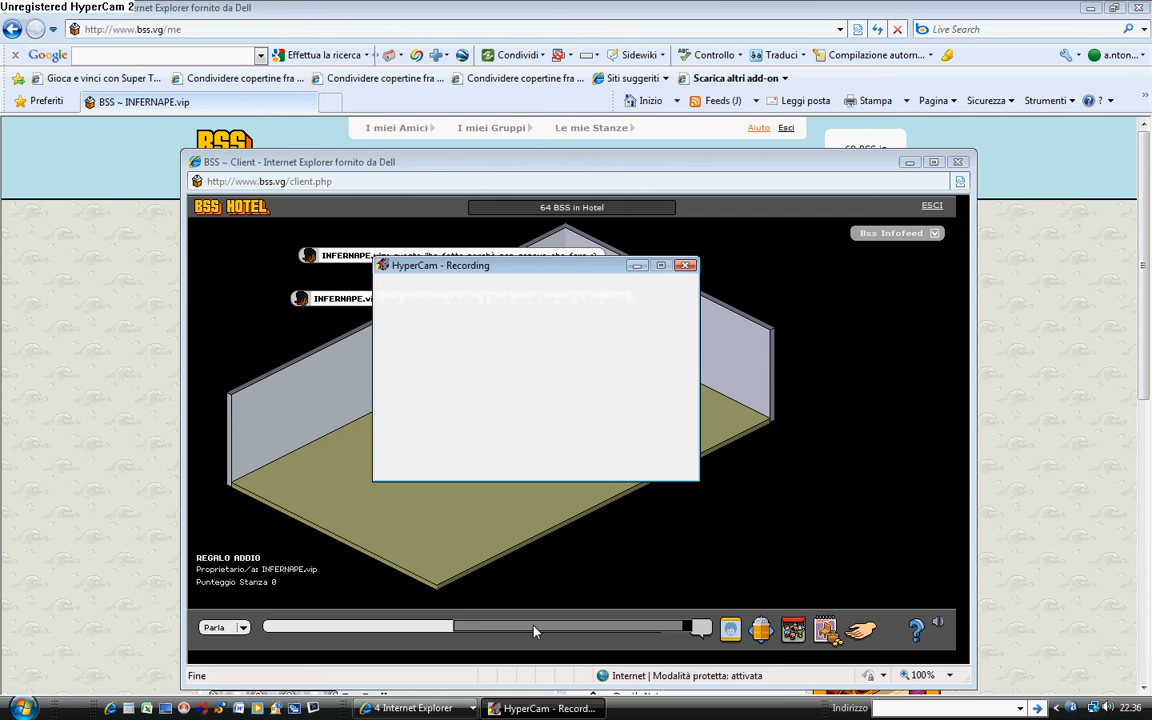 Unregistered HyperCam 2
ernet Explorer fornito da Dell
http://www.bss.vg/me
Live Search
Google
Effettua la ricerca
Condividi
Sidewiki
Controllo
Traduci
Compilazione autom...
a.nton...
Gioca e vinci con Super T...
Condividere copertine fra ...
Condividere copertine fra ...
Condividere copertine fra ...
Siti suggeriti
Scarica altri add-on
Preferiti
BSS ~ INFERNAPE.vip
Inizio
Feeds (J)
Leggi posta
Stampa
Pagina
Sicurezza
Strumenti
BSS
I miei Amici
I miei Gruppi
Le mie Stanze
Aiuto
Esci
BSS ~ Client - Internet Explorer fornito da Dell
http://www.bss.vg/client.php
BSS HOTEL
64 BSS in Hotel
ESCI
Bss Infofeed
HyperCam - Recording
INFERNAPE.vi
REGALO ADDIO
Proprietario/a: INFERNAPE.vip
Punteggio Stanza 0
Parla
Fine
Internet | Modalità protetta: attivata
100%
4 Internet Explorer
HyperCam - Record...
Indirizzo
22.36